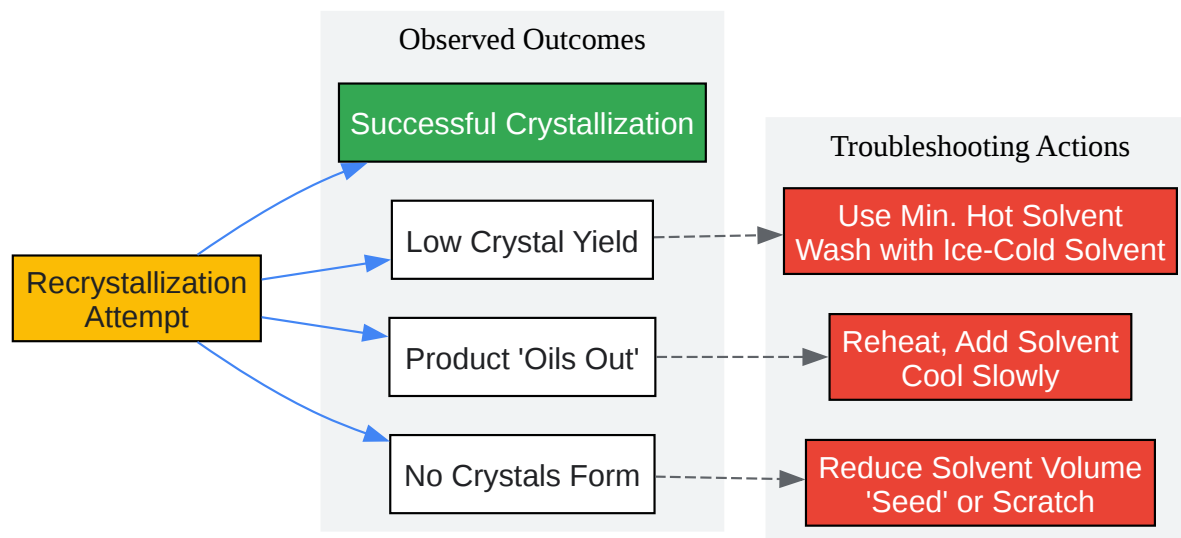 Observed Outcomes
Successful Crystallization
Troubleshooting Actions
Use Min. Hot Solvent
Wash with Ice-Cold Solvent
Low Crystal Yield
Recrystallization
Attempt
Product 'Oils Out'
Reheat, Add Solvent
Cool Slowly
No Crystals Form
Reduce Solvent Volume
'Seed' or Scratch